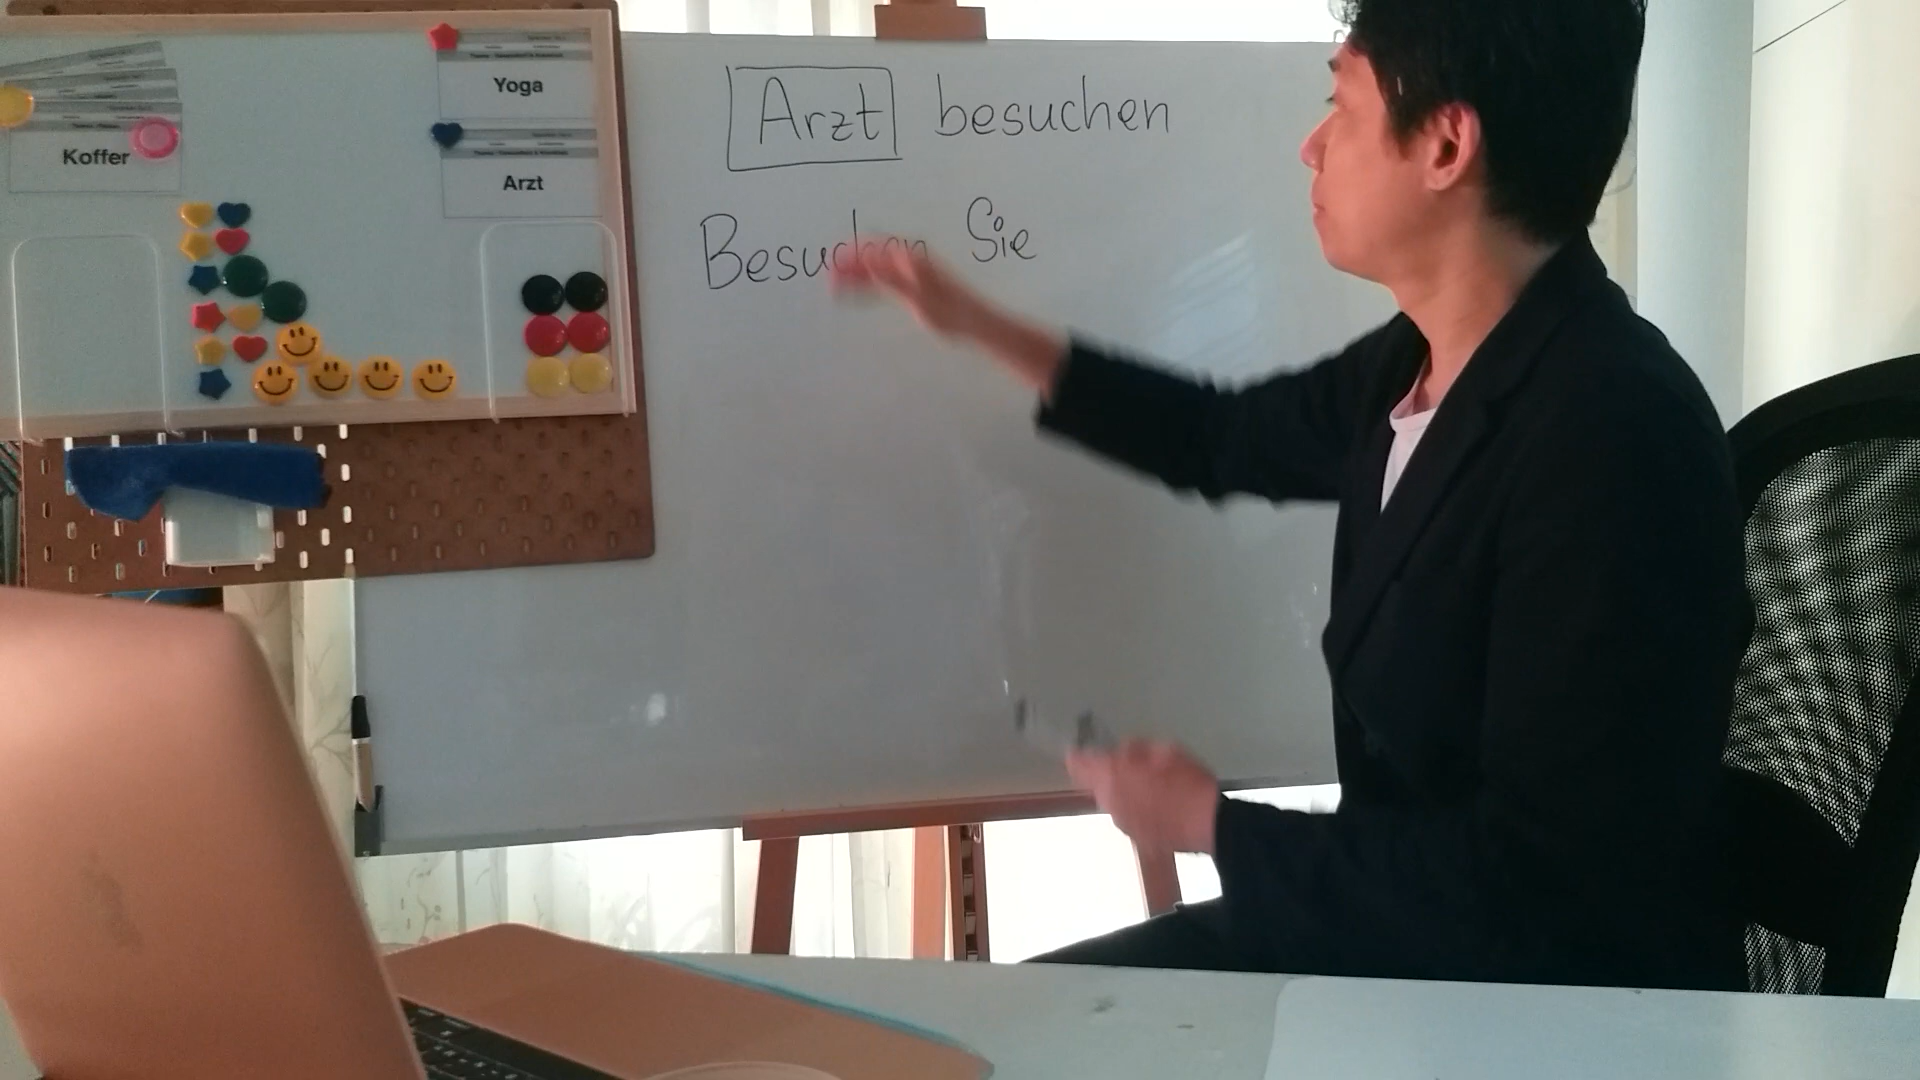 Yoga
Koffer
Arzt
Arzt besuchen
Besuchen Sie